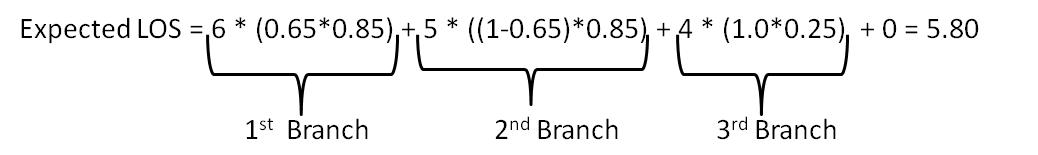 Expected LOS = 6 * (0.65*0.85) + 5 * ((1-0.65)*0.85) + 4 * (1.0*0.25) + 0 = 5.80
1st Branch 2nd Branch 3rd Branch